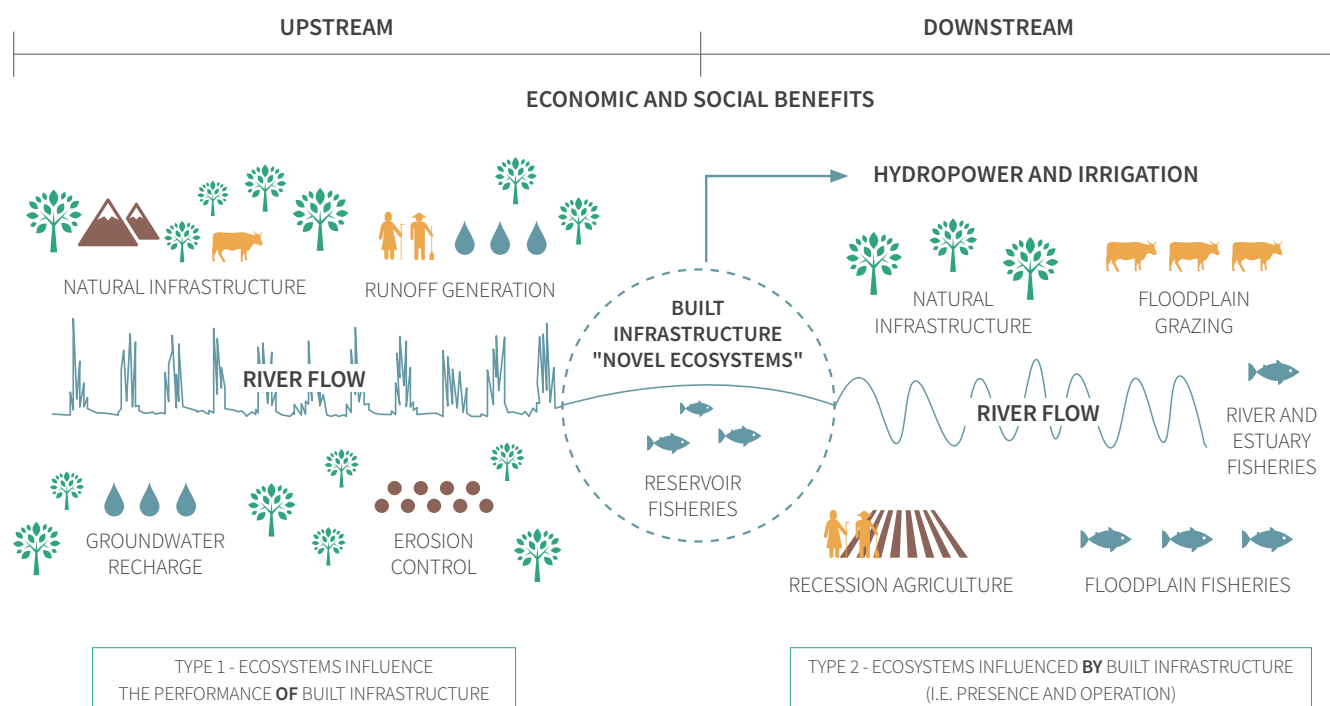 UPSTREAM
DOWNSTREAM
ECONOMIC AND SOCIAL BENEFITS
HYDROPOWER AND IRRIGATION
NATURAL INFRASTRUCTURE
RUNOFF GENERATION
BUILT
INFRASTRUCTURE
"NOVEL ECOSYSTEMS"
NATURAL
INFRASTRUCTURE
FLOODPLAIN
GRAZING
RIVER FLOW
RIVER FLOW
RIVER AND
ESTUARY
FISHERIES
RESERVOIR
FISHERIES
GROUNDWATER
RECHARGE
EROSION
CONTROL
RECESSION AGRICULTURE
FLOODPLAIN FISHERIES
TYPE 1 - ECOSYSTEMS INFLUENCE
THE PERFORMANCE OF BUILT INFRASTRUCTURE
TYPE 2 - ECOSYSTEMS INFLUENCED BY BUILT INFRASTRUCTURE
(I.E. PRESENCE AND OPERATION)